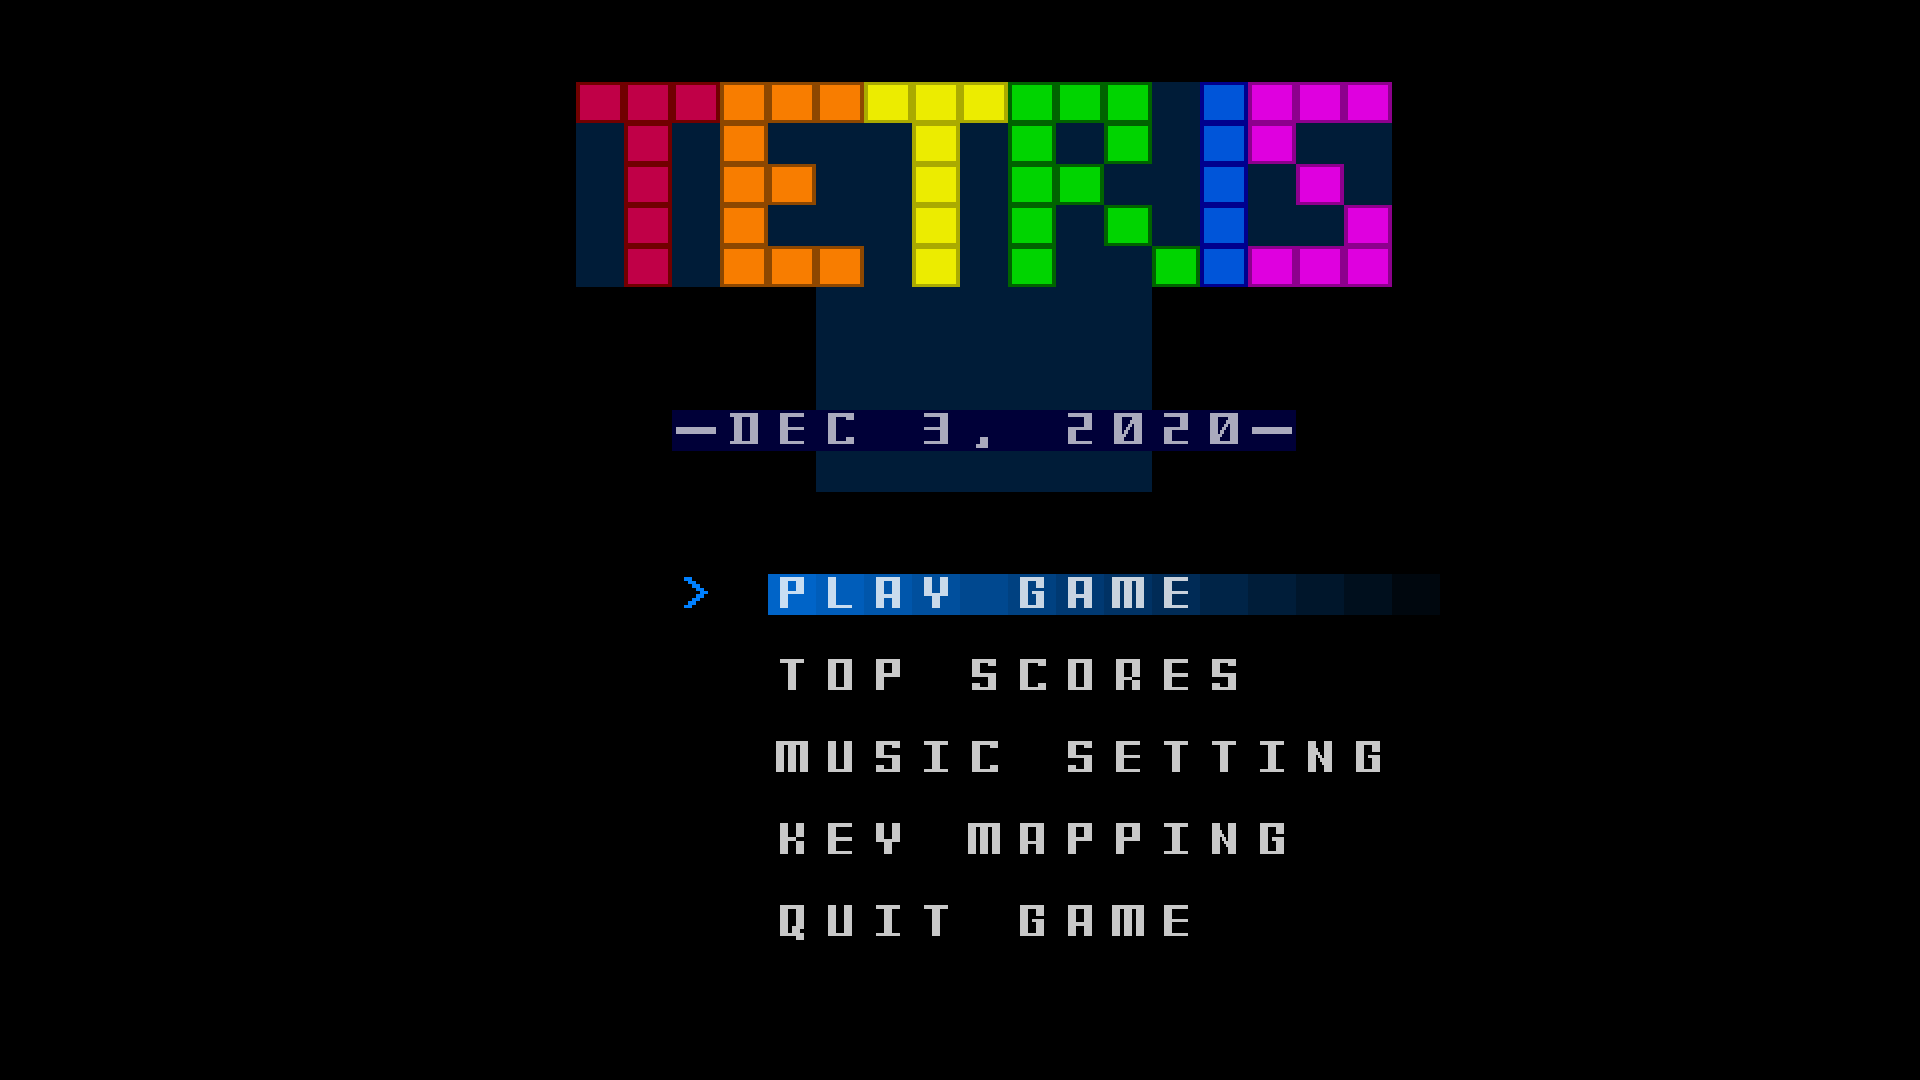 TETRIS
—DEC 3, 2020—
> PLAY GAME
TOP SCORES
MUSIC SETTING
KEY MAPPING
QUIT GAME